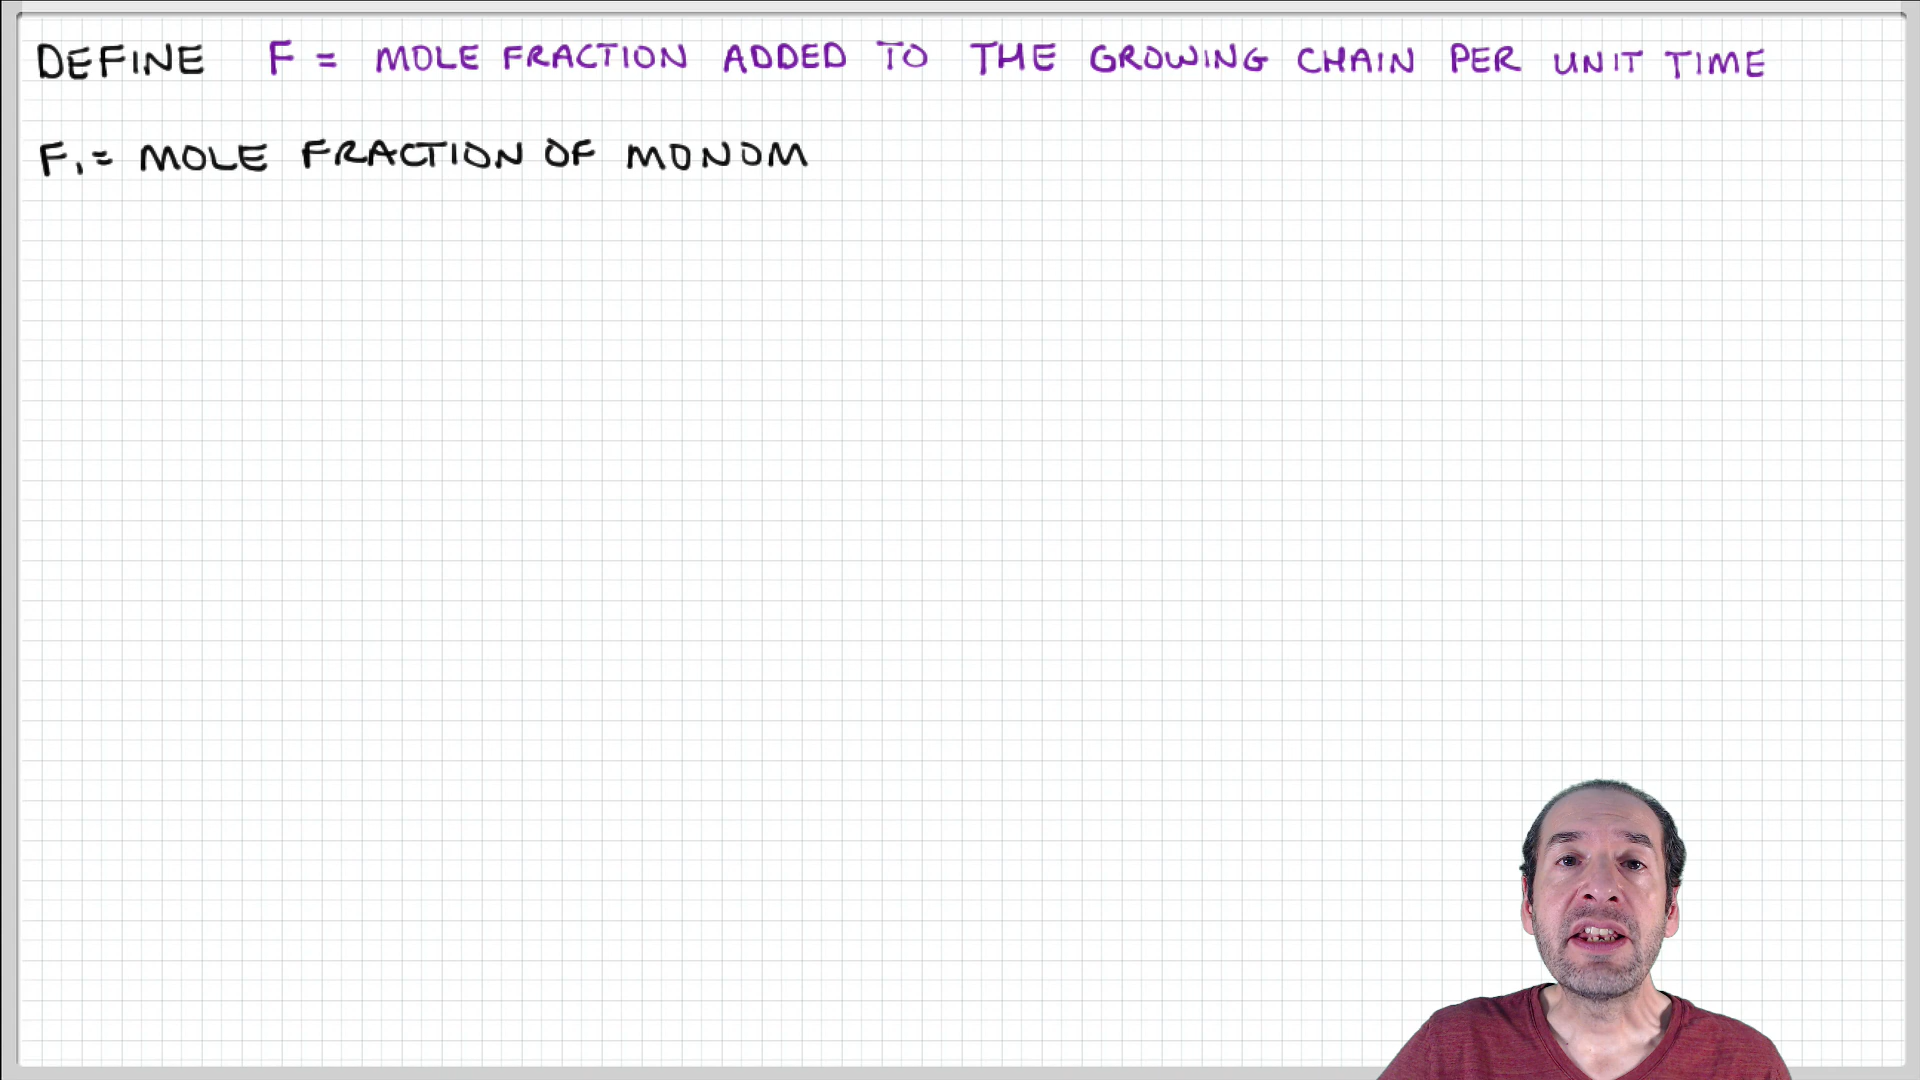 DEFINE F = MOLE FRACTION ADDED TO THE GROWING CHAIN PER UNIT TIME
F₁ = MOLE FRACTION OF MONOM